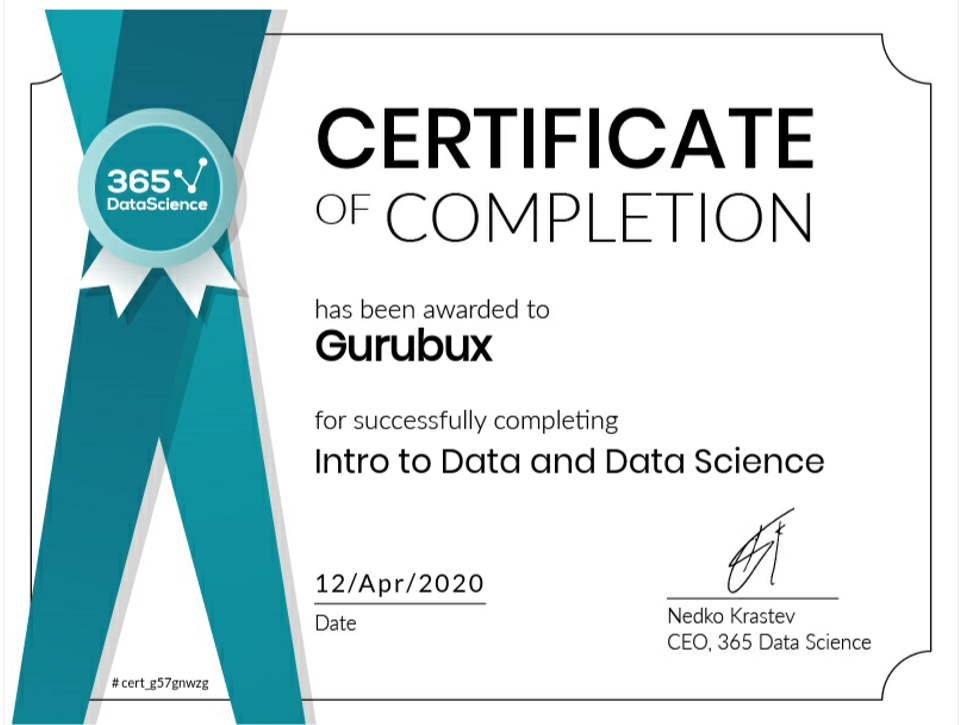 365
DataScience
CERTIFICATE
OF COMPLETION
has been awarded to
Gurubux
for successfully completing
Intro to Data and Data Science
12/Apr/2020
Date
Nedko Krastev
CEO, 365 Data Science
#cert_g57gnwzg